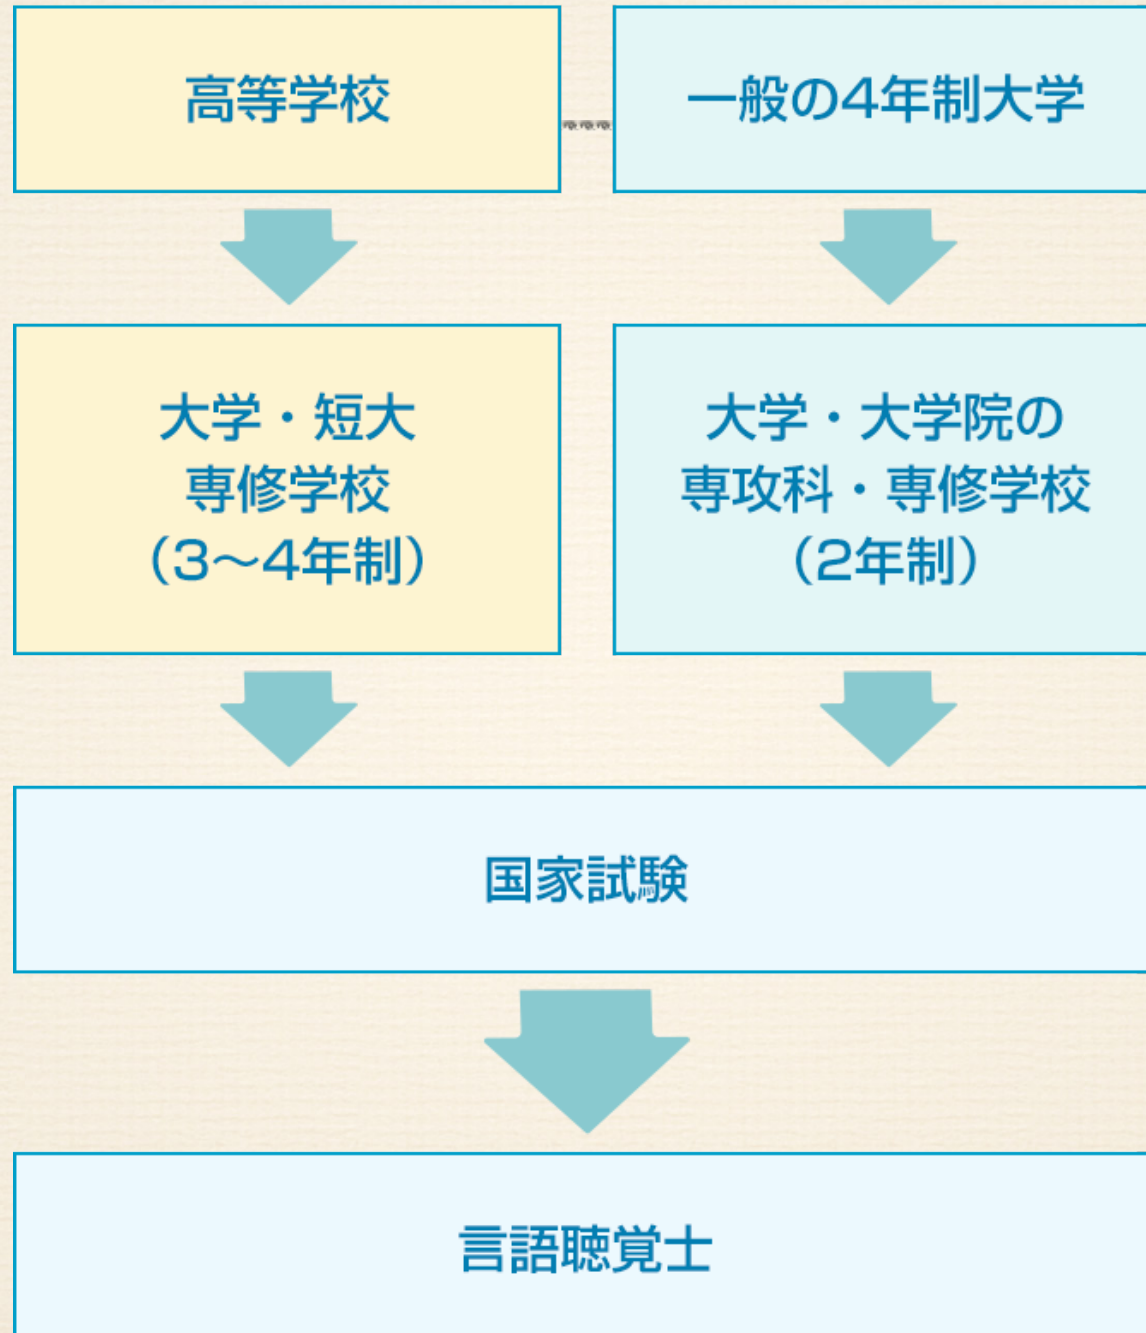 高等学校
一般の4年制大学
大学・短大
専修学校
（3〜4年制）
大学・大学院の
専攻科・専修学校
（2年制）
国家試験
言語聴覚士